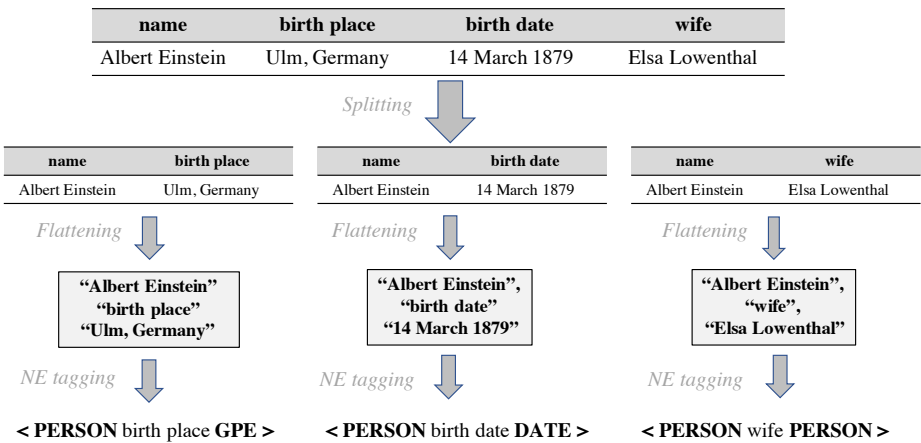 name birth place birth date wife
Albert Einstein Ulm, Germany 14 March 1879 Elsa Lowenthal
Splitting
name birth place name birth date name wife
Albert Einstein Ulm, Germany Albert Einstein 14 March 1879 Albert Einstein Elsa Lowenthal
Flattening Flattening Flattening
“Albert Einstein”
“birth place”
“Ulm, Germany”
“Albert Einstein”,
“birth date”
“14 March 1879”
“Albert Einstein”,
“wife”,
“Elsa Lowenthal”
NE tagging NE tagging NE tagging
< PERSON birth place GPE > < PERSON birth date DATE > < PERSON wife PERSON >